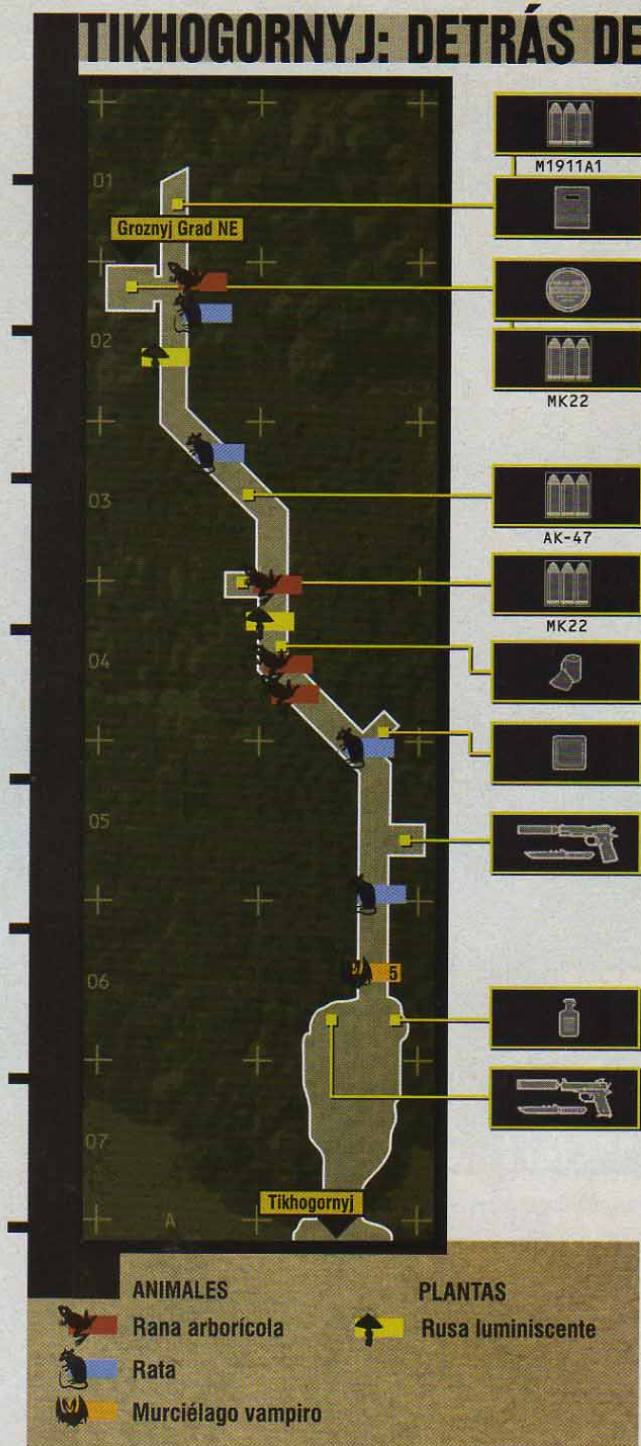 TIKHOGORNYJ: DETRÁS DE
01
Groznyj Grad NE
02
03
04
05
5
06
07
Tikhogornyj
A
M1911A1
MK22
AK-47
MK22
ANIMALES
Rana arborícola
Rata
Murciélago vampiro
PLANTAS
Rusa luminiscente